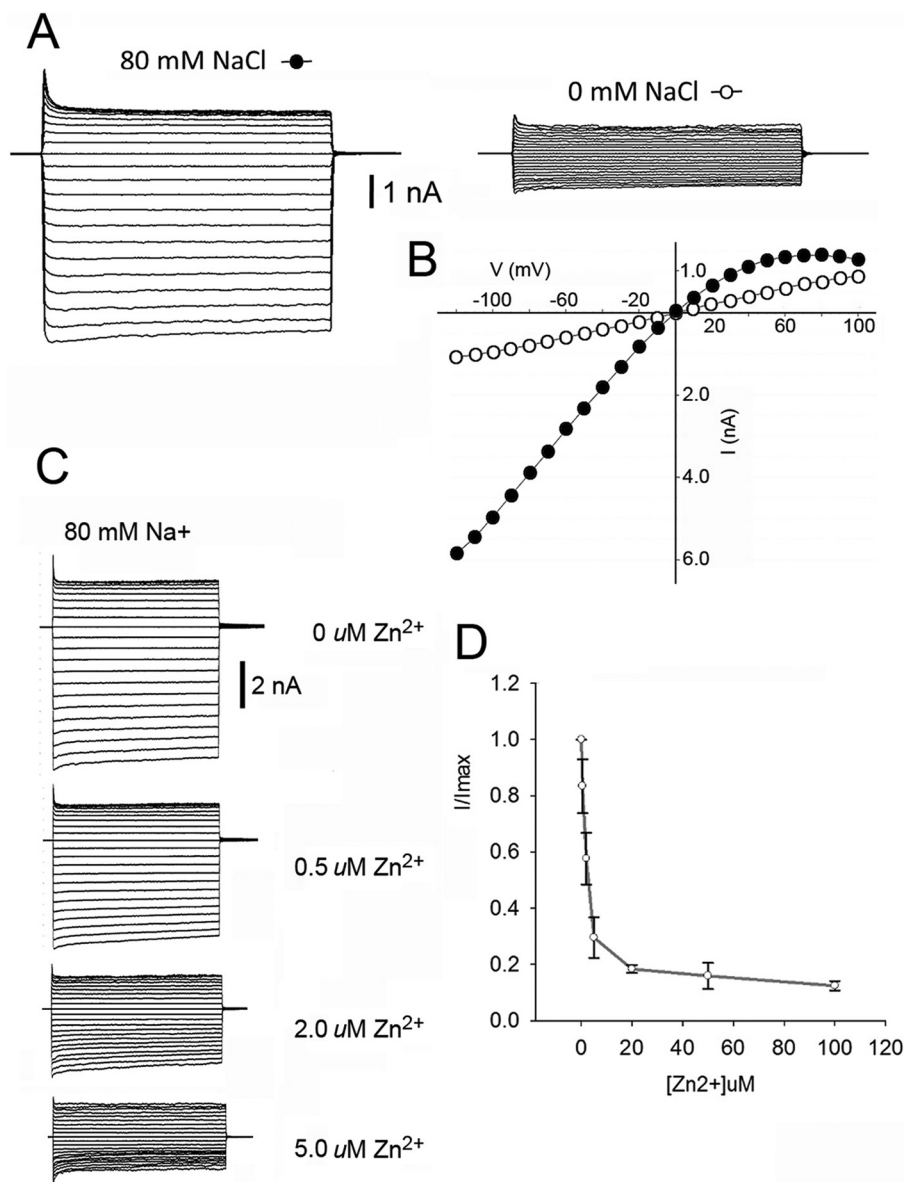 A
80 mM NaCl
0 mM NaCl
1 nA
B
V (mV)
-100 -60 -20
20 60 100
1.0
2.0
4.0
6.0
I (nA)
C
80 mM Na+
0 uM Zn²⁺
2 nA
0.5 uM Zn²⁺
2.0 uM Zn²⁺
5.0 uM Zn²⁺
D
1.2
1.0
0.8
0.6
0.4
0.2
0.0
I/Imax
0 20 40 60 80 100 120
[Zn2+]uM